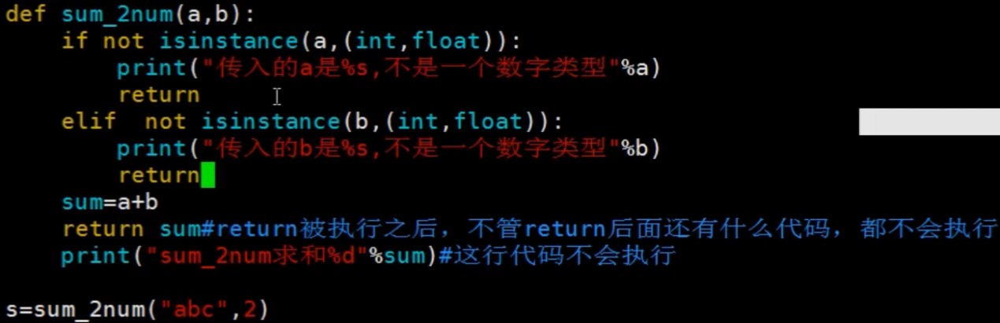 def sum_2num(a,b):
    if not isinstance(a,(int,float)):
        print("传入的a是%s,不是一个数字类型"%a)
        return
    elif  not isinstance(b,(int,float)):
        print("传入的b是%s,不是一个数字类型"%b)
        return
    sum=a+b
    return sum#return被执行之后，不管return后面还有什么代码，都不会执行
    print("sum_2num求和%d"%sum)#这行代码不会执行
s=sum_2num("abc",2)